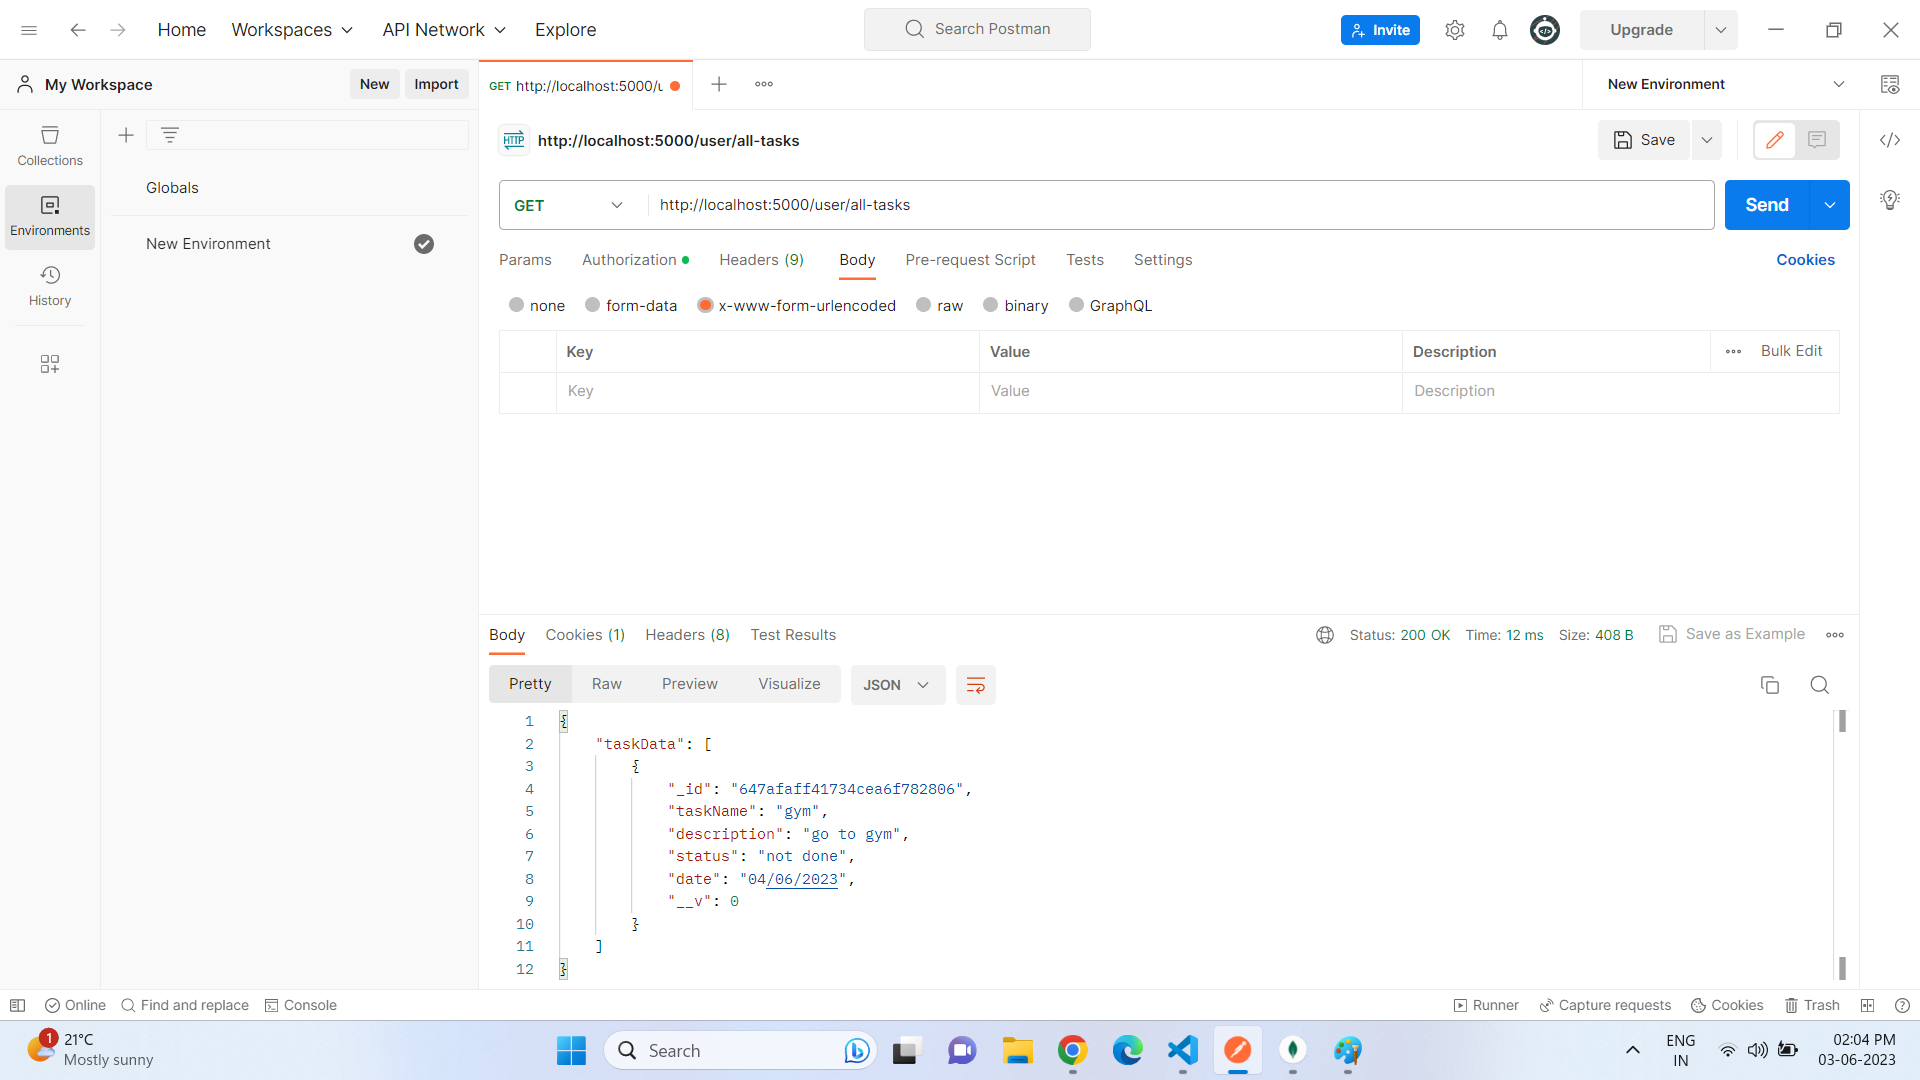 Home Workspaces API Network Explore Search Postman Invite Upgrade
My Workspace New Import GET http://localhost:5000/u New Environment
Collections
Environments
History
Globals
New Environment
HTTP http://localhost:5000/user/all-tasks Save
GET http://localhost:5000/user/all-tasks Send
Params Authorization Headers (9) Body Pre-request Script Tests Settings Cookies
none form-data x-www-form-urlencoded raw binary GraphQL
Key Value Description Bulk Edit
Key Value Description
Body Cookies (1) Headers (8) Test Results Status: 200 OK Time: 12 ms Size: 408 B Save as Example
Pretty Raw Preview Visualize JSON
1 {
2 "taskData": [
3 {
4 "_id": "647afaff41734cea6f782806",
5 "taskName": "gym",
6 "description": "go to gym",
7 "status": "not done",
8 "date": "04/06/2023",
9 "__v": 0
10 }
11 ]
12 }
Online Find and replace Console Runner Capture requests Cookies Trash
1 21°C
Mostly sunny
Search
ENG
IN
02:04 PM
03-06-2023